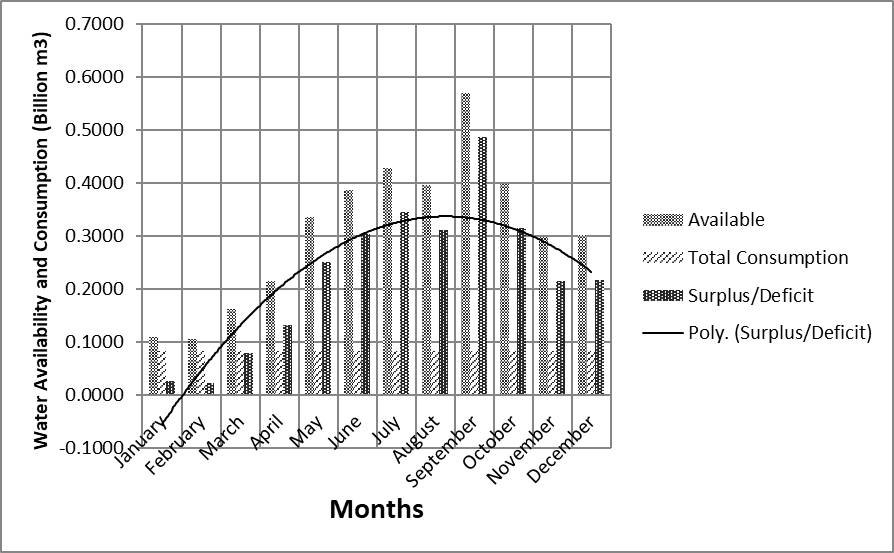 Water Availability and Consumption (Billion m3)
0.7000
0.6000
0.5000
0.4000
0.3000
0.2000
0.1000
0.0000
-0.1000
January
February
March
April
May
June
July
August
September
October
November
December
Months
Available
Total Consumption
Surplus/Deficit
Poly. (Surplus/Deficit)